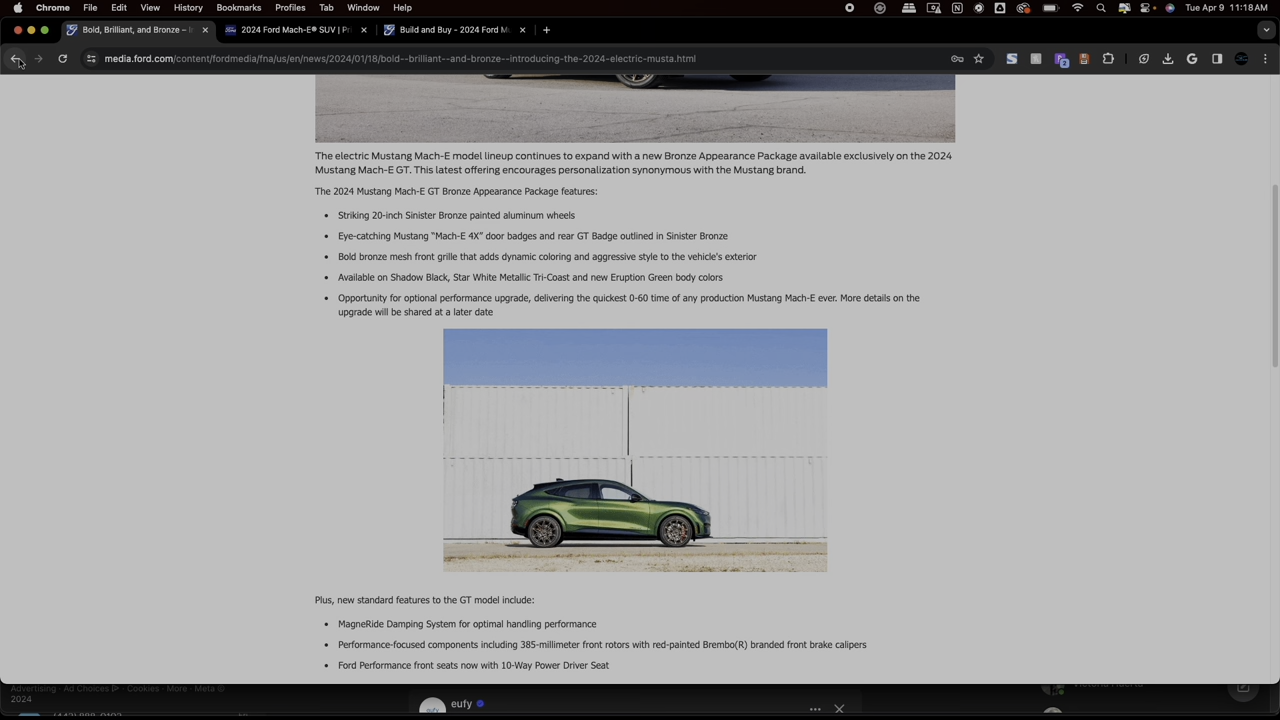 Chrome File Edit View History Bookmarks Profiles Tab Window Help Tue Apr 9 11:18 AM
Bold, Brilliant, and Bronze –
2024 Ford Mach-E® SUV | Pri
Build and Buy - 2024 Ford Mu
media.ford.com/content/fordmedia/fna/us/en/news/2024/01/18/bold--brilliant--and-bronze--introducing-the-2024-electric-musta.html
The electric Mustang Mach-E model lineup continues to expand with a new Bronze Appearance Package available exclusively on the 2024
Mustang Mach-E GT. This latest offering encourages personalization synonymous with the Mustang brand.
The 2024 Mustang Mach-E GT Bronze Appearance Package features:
• Striking 20-inch Sinister Bronze painted aluminum wheels
• Eye-catching Mustang “Mach-E 4X” door badges and rear GT Badge outlined in Sinister Bronze
• Bold bronze mesh front grille that adds dynamic coloring and aggressive style to the vehicle's exterior
• Available on Shadow Black, Star White Metallic Tri-Coast and new Eruption Green body colors
• Opportunity for optional performance upgrade, delivering the quickest 0-60 time of any production Mustang Mach-E ever. More details on the
upgrade will be shared at a later date
Plus, new standard features to the GT model include:
• MagneRide Damping System for optimal handling performance
• Performance-focused components including 385-millimeter front rotors with red-painted Brembo(R) branded front brake calipers
• Ford Performance front seats now with 10-Way Power Driver Seat
Advertising · Ad Choices · Cookies · More · Meta ©
2024
eufy